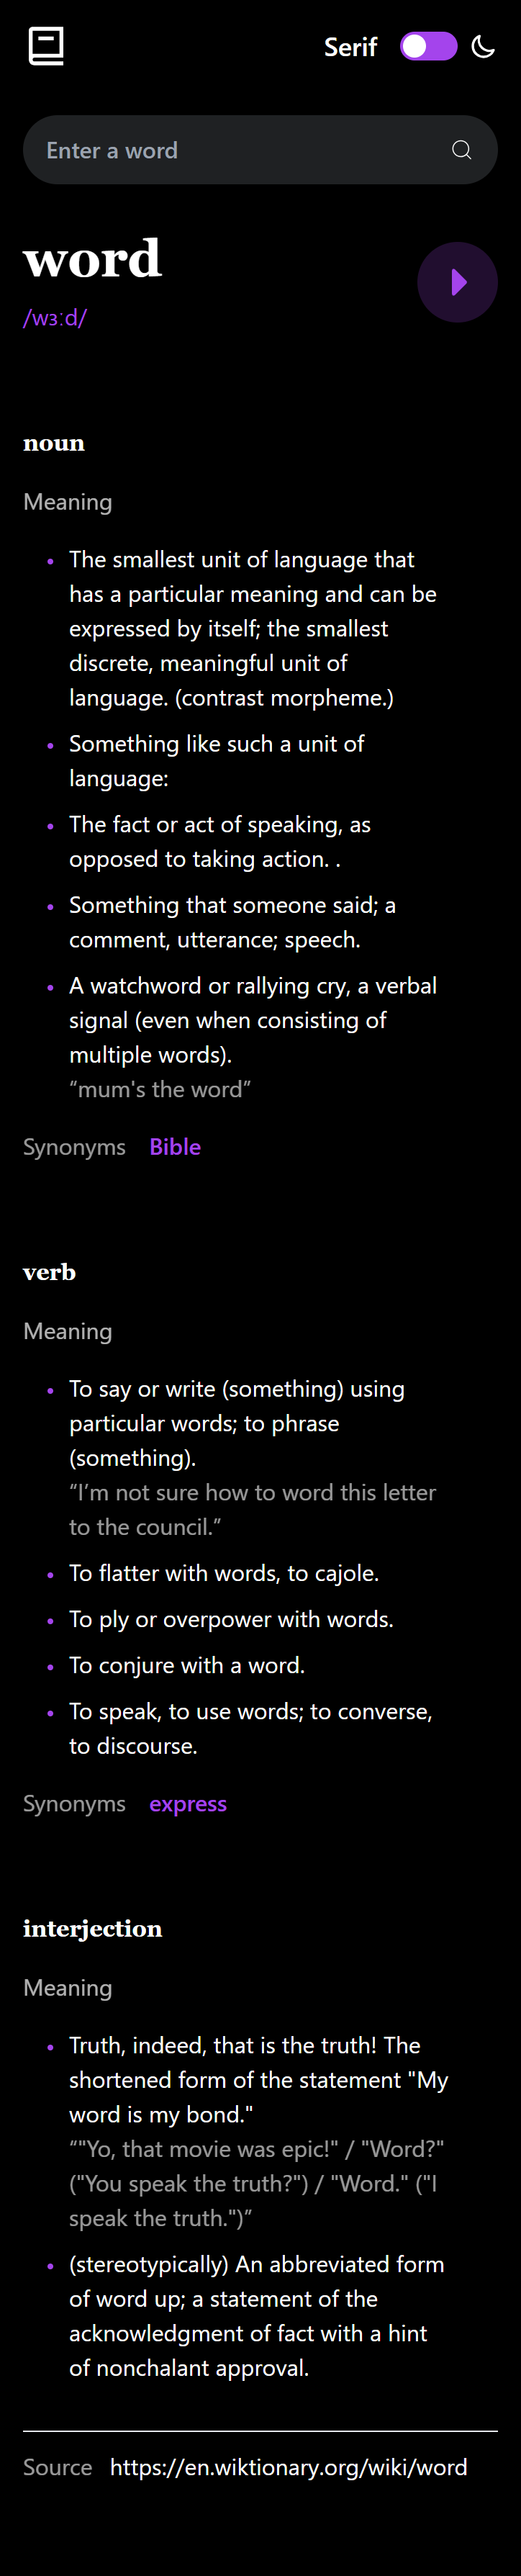 Serif
Enter a word
word
/wɜːd/
noun
Meaning
The smallest unit of language that
has a particular meaning and can be
expressed by itself; the smallest
discrete, meaningful unit of
language. (contrast morpheme.)
Something like such a unit of
language:
The fact or act of speaking, as
opposed to taking action. .
Something that someone said; a
comment, utterance; speech.
A watchword or rallying cry, a verbal
signal (even when consisting of
multiple words).
“mum's the word”
Synonyms Bible
verb
Meaning
To say or write (something) using
particular words; to phrase
(something).
“I’m not sure how to word this letter
to the council.”
To flatter with words, to cajole.
To ply or overpower with words.
To conjure with a word.
To speak, to use words; to converse,
to discourse.
Synonyms express
interjection
Meaning
Truth, indeed, that is the truth! The
shortened form of the statement "My
word is my bond."
“"Yo, that movie was epic!" / "Word?"
("You speak the truth?") / "Word." ("I
speak the truth.")”
(stereotypically) An abbreviated form
of word up; a statement of the
acknowledgment of fact with a hint
of nonchalant approval.
Source https://en.wiktionary.org/wiki/word